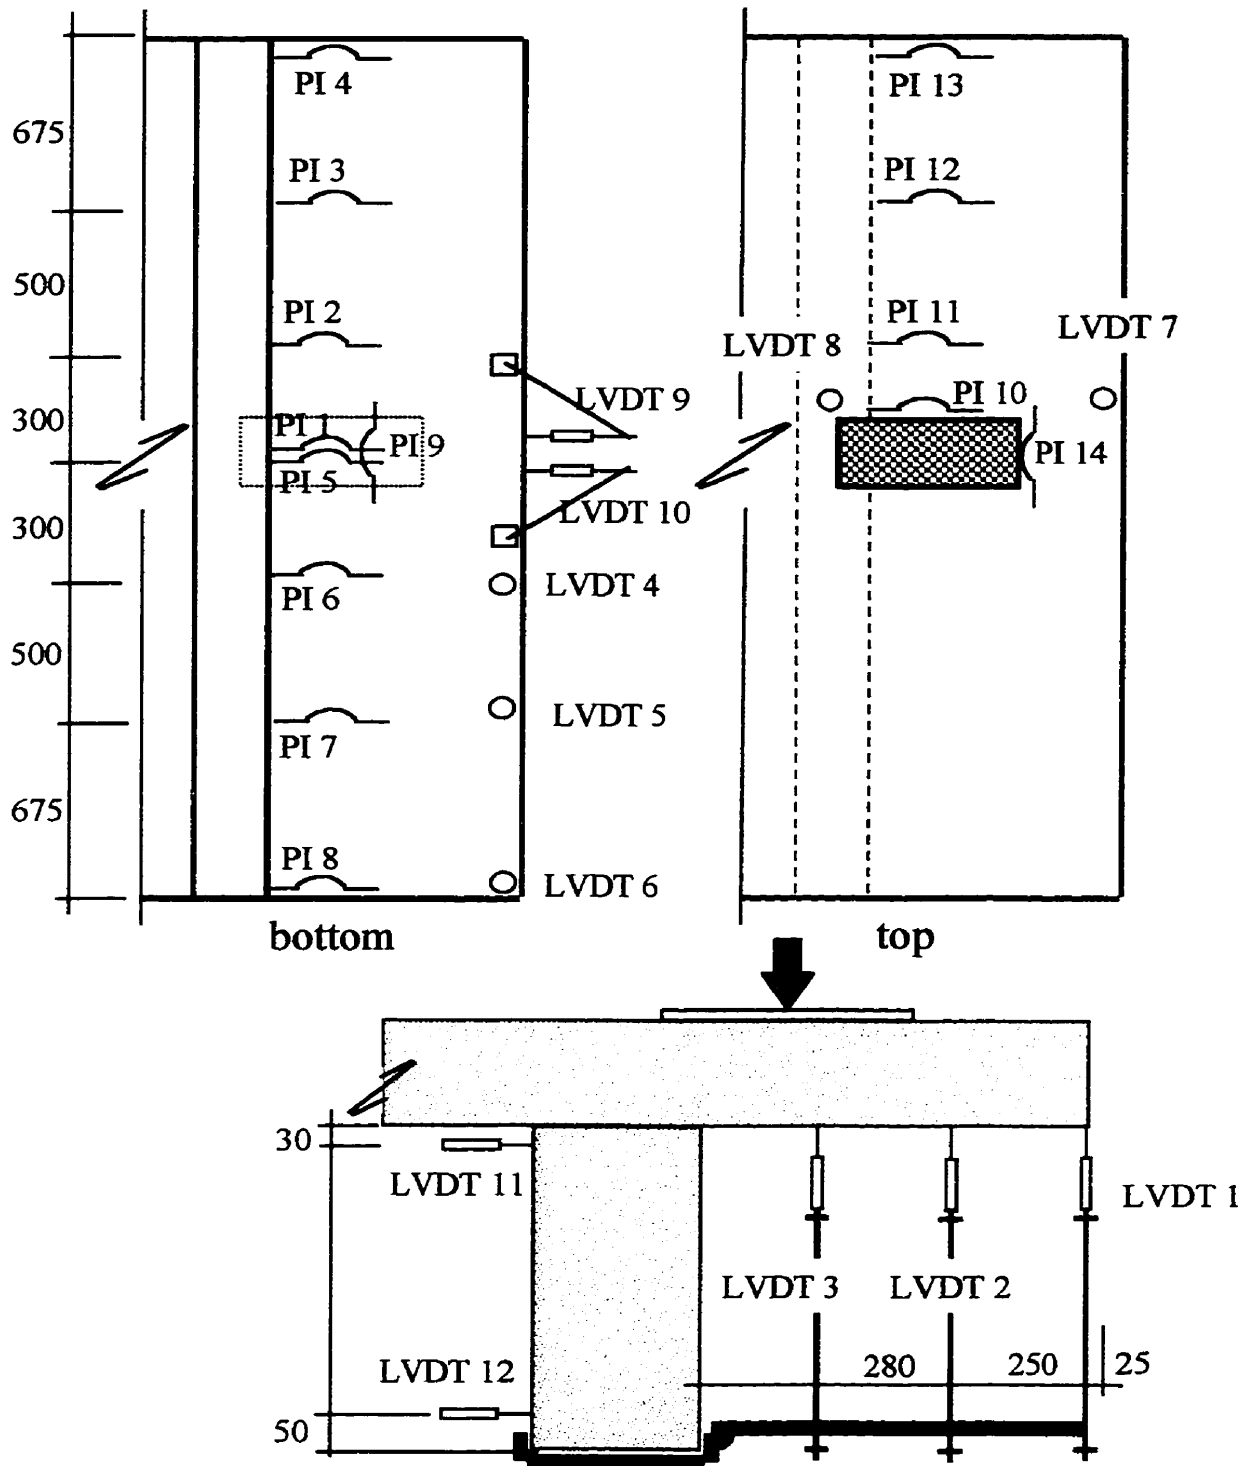 PI 4
PI 13
675
PI 3
PI 12
500
PI 2
PI 11
LVDT 7
LVDT 8
LVDT 9
PI 10
300
PI 1
PI 9
PI 14
PI 5
LVDT 10
300
PI 6
LVDT 4
500
LVDT 5
PI 7
675
PI 8
LVDT 6
bottom
top
30
LVDT 11
LVDT 1
LVDT 3
LVDT 2
LVDT 12
280
250
25
50